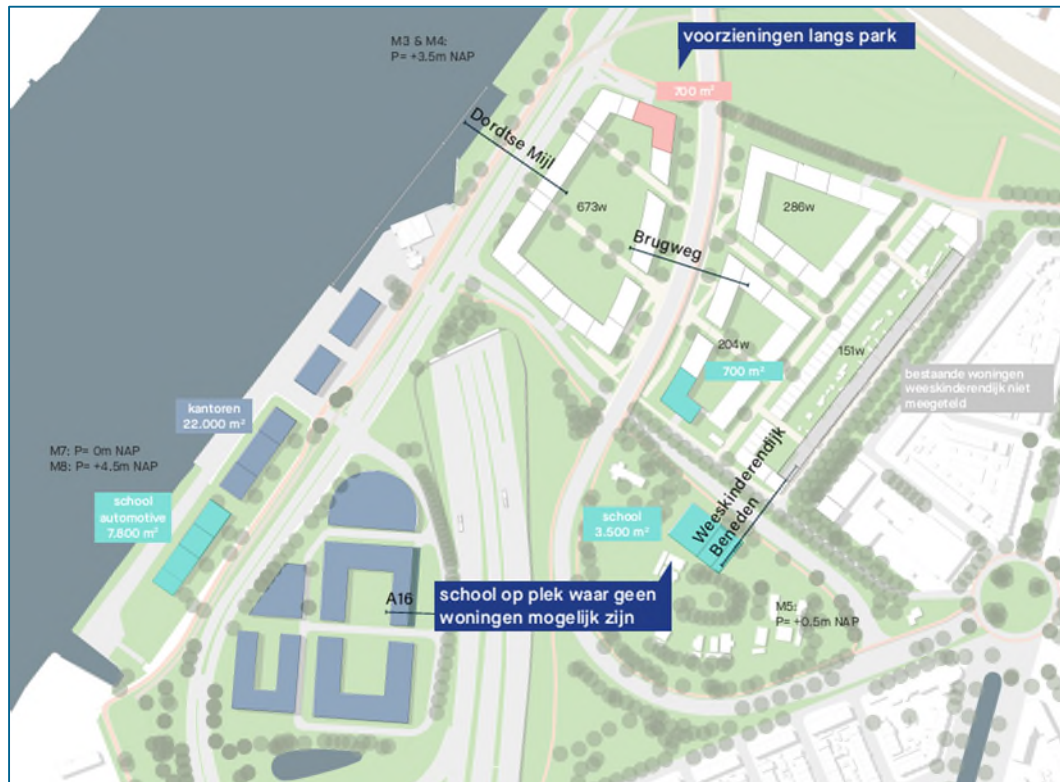 M3 & M4:
P= +3.5m NAP
voorzieningen langs park
700 m²
Dordtse Mijl
673w
286w
Brugweg
204w
151w
700 m²
bestaande woningen
weeskinderendijk niet
meegeteld
kantoren
22.000 m²
M7: P= 0m NAP
M8: P= +4.5m NAP
school
automotive
7.800 m²
school
3.500 m²
Weeskinderendijk
Beneden
A16
school op plek waar geen
woningen mogelijk zijn
M5:
P= +0.5m NAP